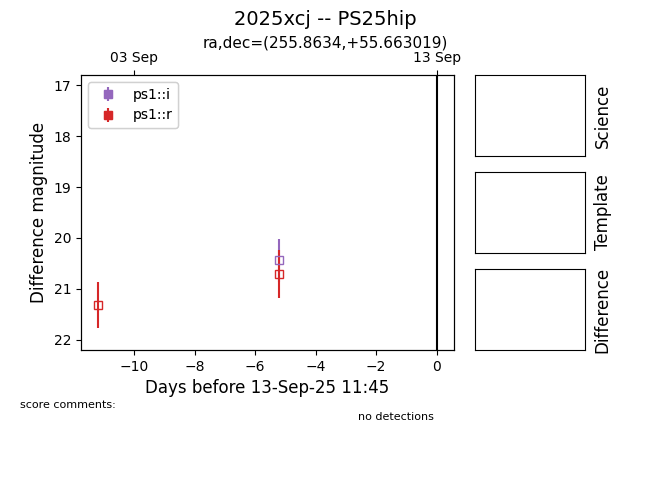 2025xcj -- PS25hip
ra,dec=(255.8634,+55.663019)
03 Sep
13 Sep
ps1::i
ps1::r
17
18
19
20
21
22
Difference magnitude
−10
−8
−6
−4
−2
0
Days before 13-Sep-25 11:45
Science
Template
Difference
score comments:
no detections